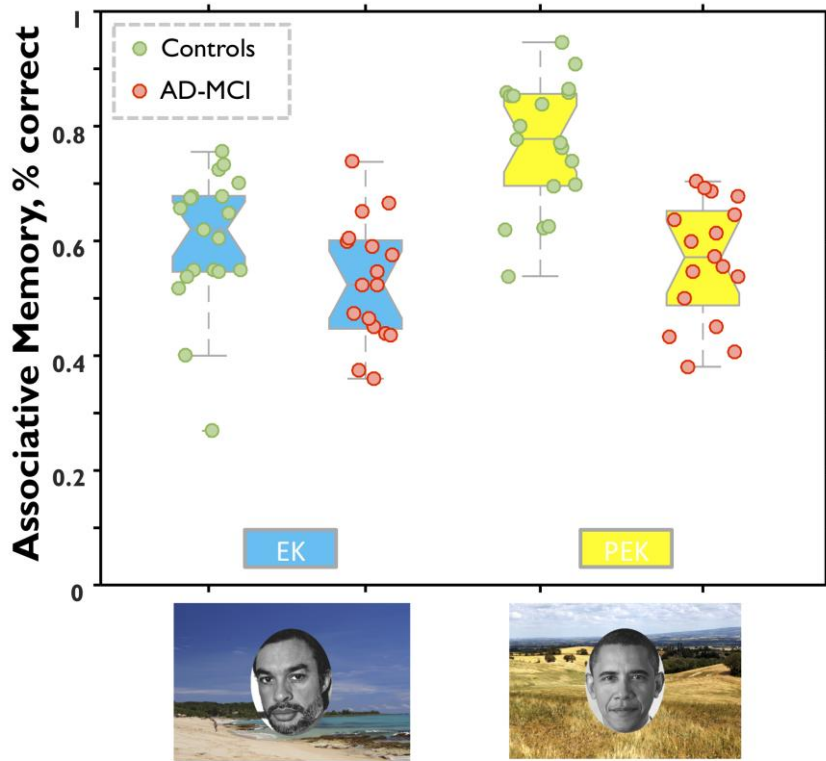 Associative Memory, % correct
1
0.8
0.6
0.4
0.2
0
Controls
AD-MCI
EK
PEK